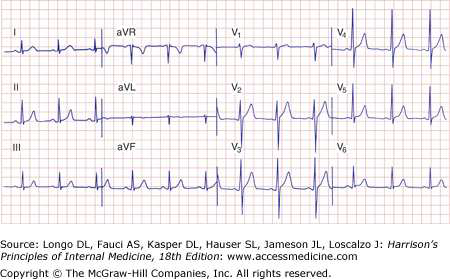 I aVR V1 V4
II aVL V2 V5
III aVF V3 V6
Source: Longo DL, Fauci AS, Kasper DL, Hauser SL, Jameson JL, Loscalzo J: Harrison's
Principles of Internal Medicine, 18th Edition: www.accessmedicine.com
Copyright © The McGraw-Hill Companies, Inc. All rights reserved.